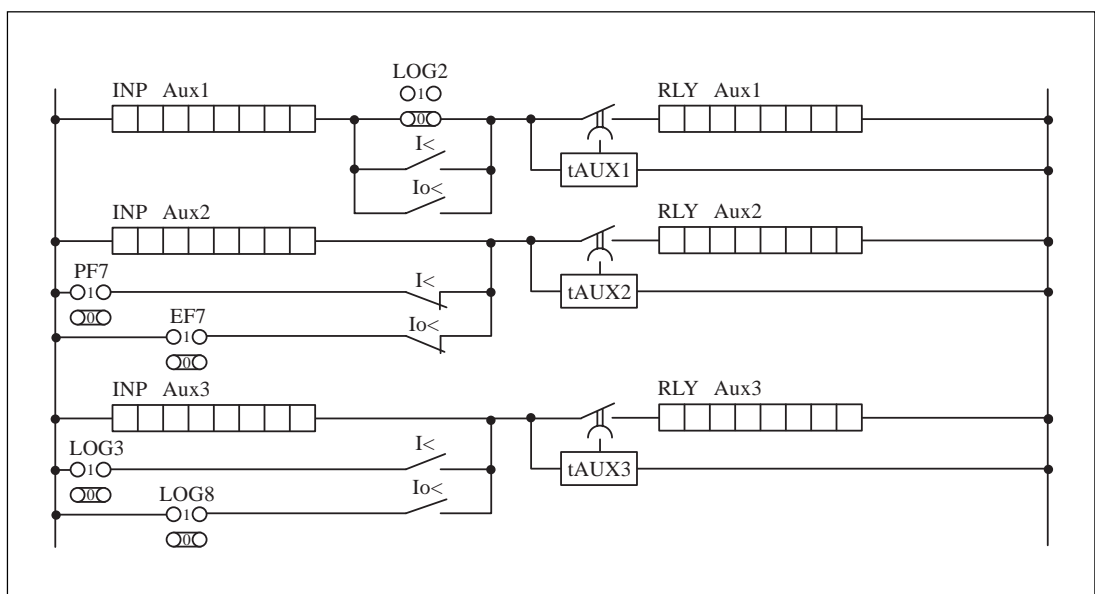 LOG2
INP Aux1
1
RLY Aux1
0
I<
tAUX1
Io<
INP Aux2
RLY Aux2
PF7
I<
1
tAUX2
0
EF7
Io<
1
0
INP Aux3
RLY Aux3
LOG3
I<
1
tAUX3
0
LOG8
Io<
1
0